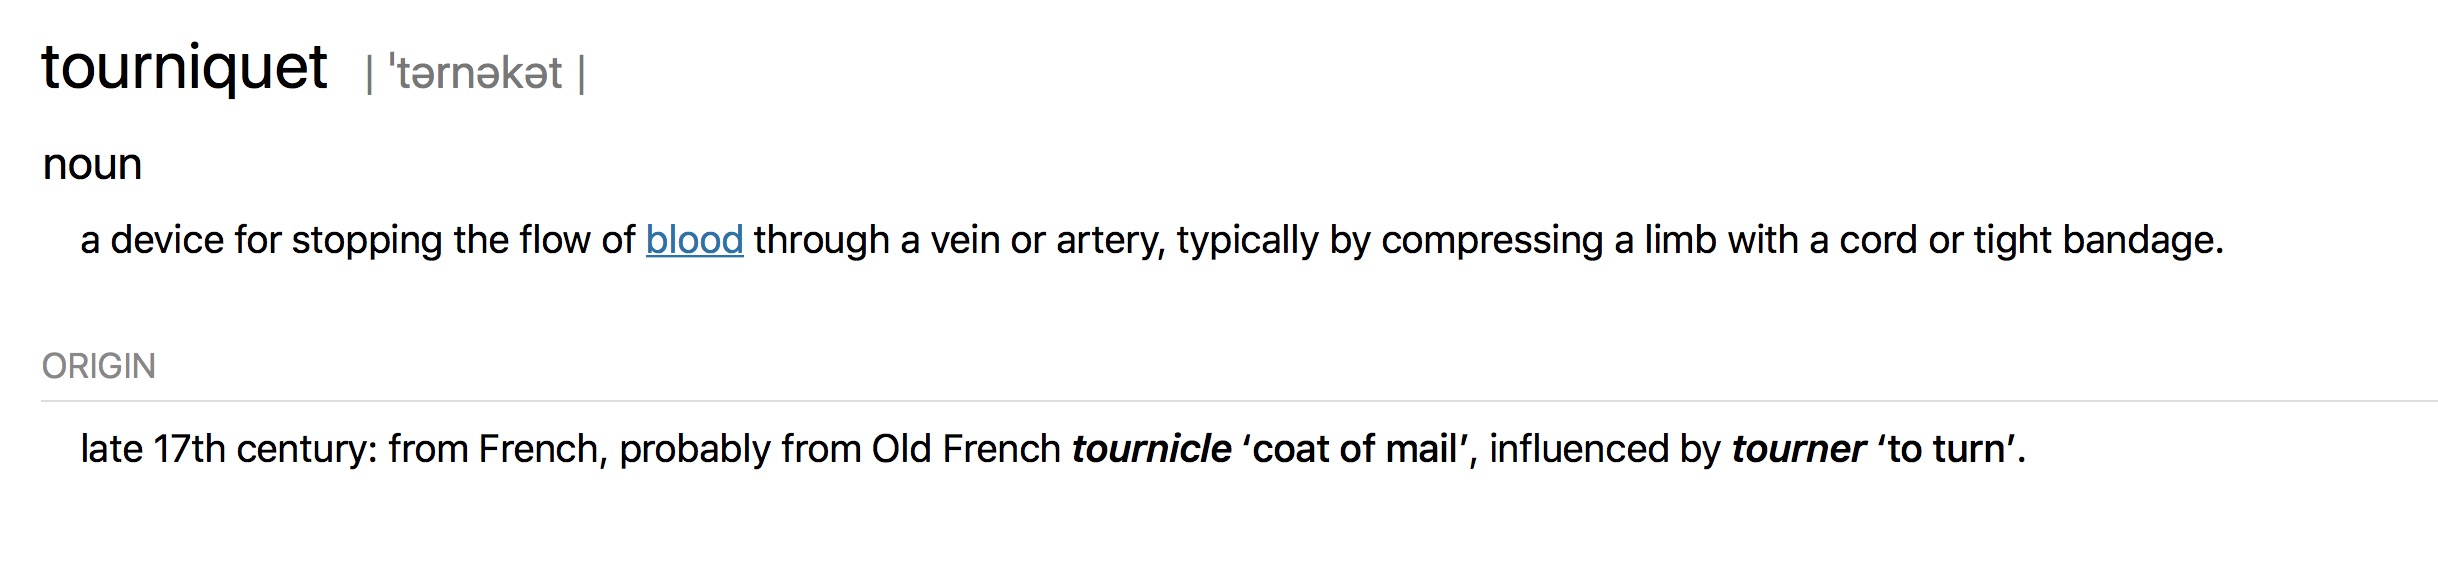 tourniquet | ˈtərnəkət |
noun
a device for stopping the flow of blood through a vein or artery, typically by compressing a limb with a cord or tight bandage.
ORIGIN
late 17th century: from French, probably from Old French tournicle ‘coat of mail’, influenced by tourner ‘to turn’.